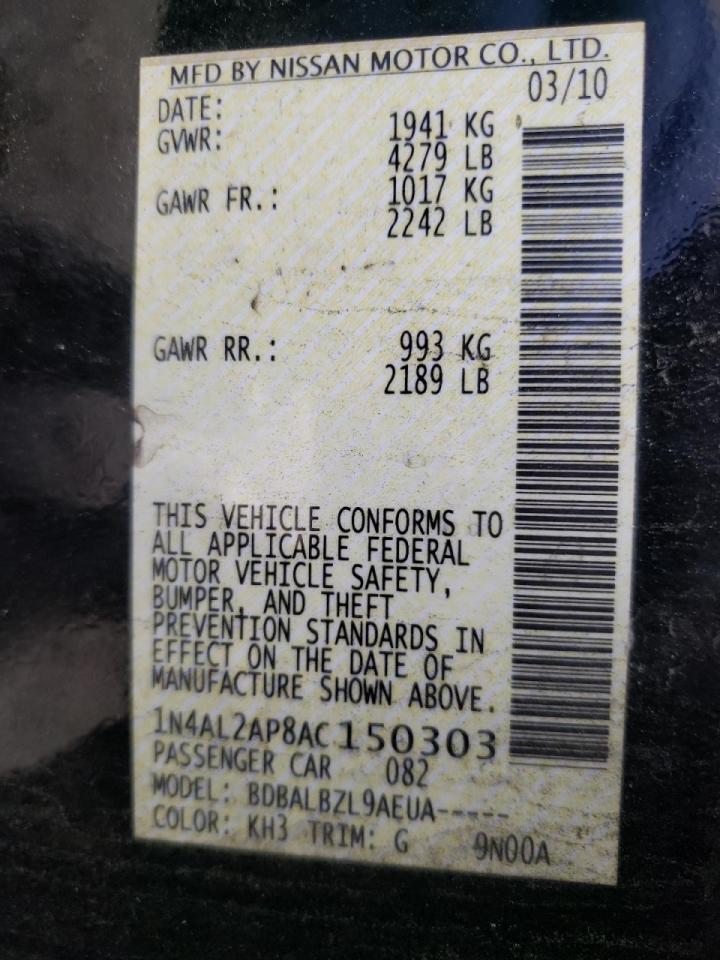 MFD BY NISSAN MOTOR CO., LTD.
DATE: 03/10
GVWR: 1941 KG
4279 LB
GAWR FR.: 1017 KG
2242 LB
GAWR RR.: 993 KG
2189 LB
THIS VEHICLE CONFORMS TO
ALL APPLICABLE FEDERAL
MOTOR VEHICLE SAFETY,
BUMPER, AND THEFT
PREVENTION STANDARDS IN
EFFECT ON THE DATE OF
MANUFACTURE SHOWN ABOVE.
1N4AL2AP8AC150303
PASSENGER CAR 082
MODEL: BDBALBZL9AEUA-----
COLOR: KH3 TRIM: G 9N00A